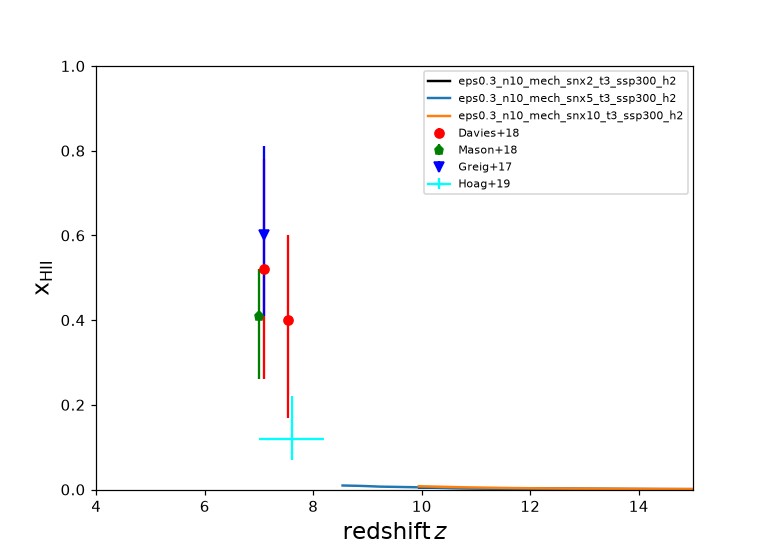 1.0
0.8
0.6
0.4
0.2
0.0
4 6 8 10 12 14
xHII
redshift z
eps0.3_n10_mech_snx2_t3_ssp300_h2
eps0.3_n10_mech_snx5_t3_ssp300_h2
eps0.3_n10_mech_snx10_t3_ssp300_h2
Davies+18
Mason+18
Greig+17
Hoag+19